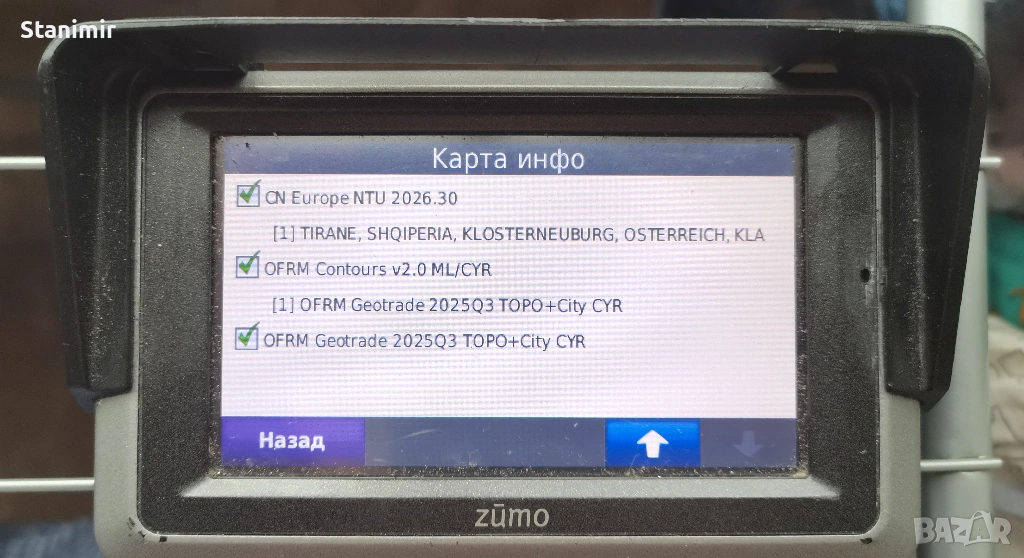 Stanimir
Карта инфо
CN Europe NTU 2026.30
[1] TIRANE, SHQIPERIA, KLOSTERNEUBURG, OSTERREICH, KLA
OFRM Contours v2.0 ML/CYR
[1] OFRM Geotrade 2025Q3 TOPO+City CYR
OFRM Geotrade 2025Q3 TOPO+City CYR
Назад
zūmo
BAZAR